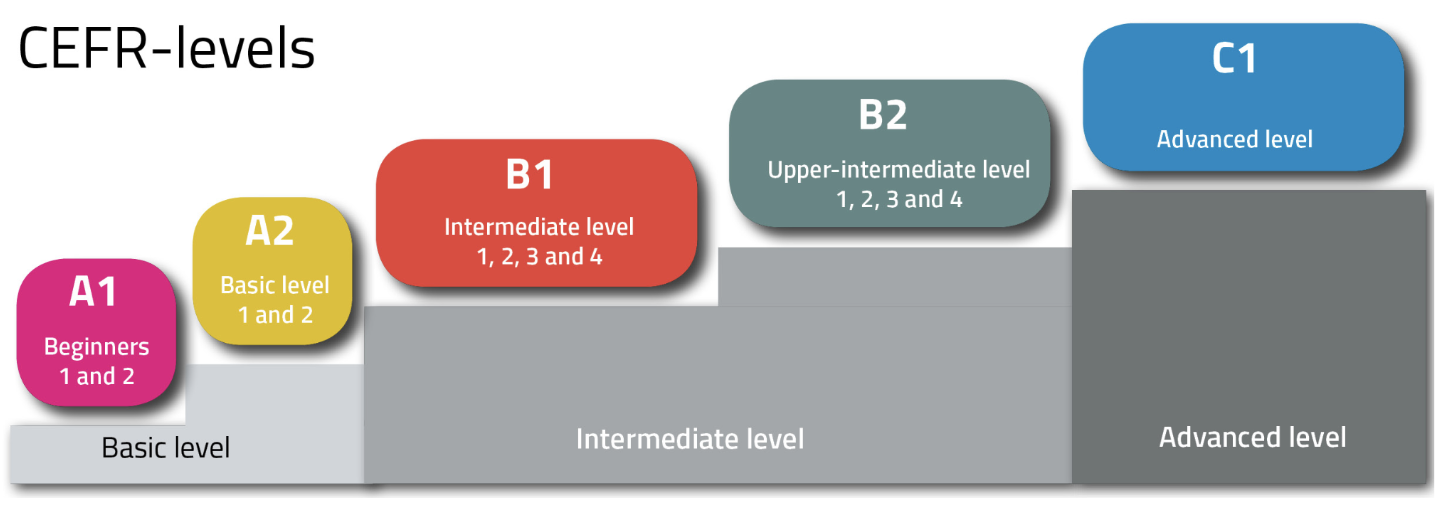 CEFR-levels
A1
Beginners
1 and 2
A2
Basic level
1 and 2
B1
Intermediate level
1, 2, 3 and 4
B2
Upper-intermediate level
1, 2, 3 and 4
C1
Advanced level
Basic level
Intermediate level
Advanced level